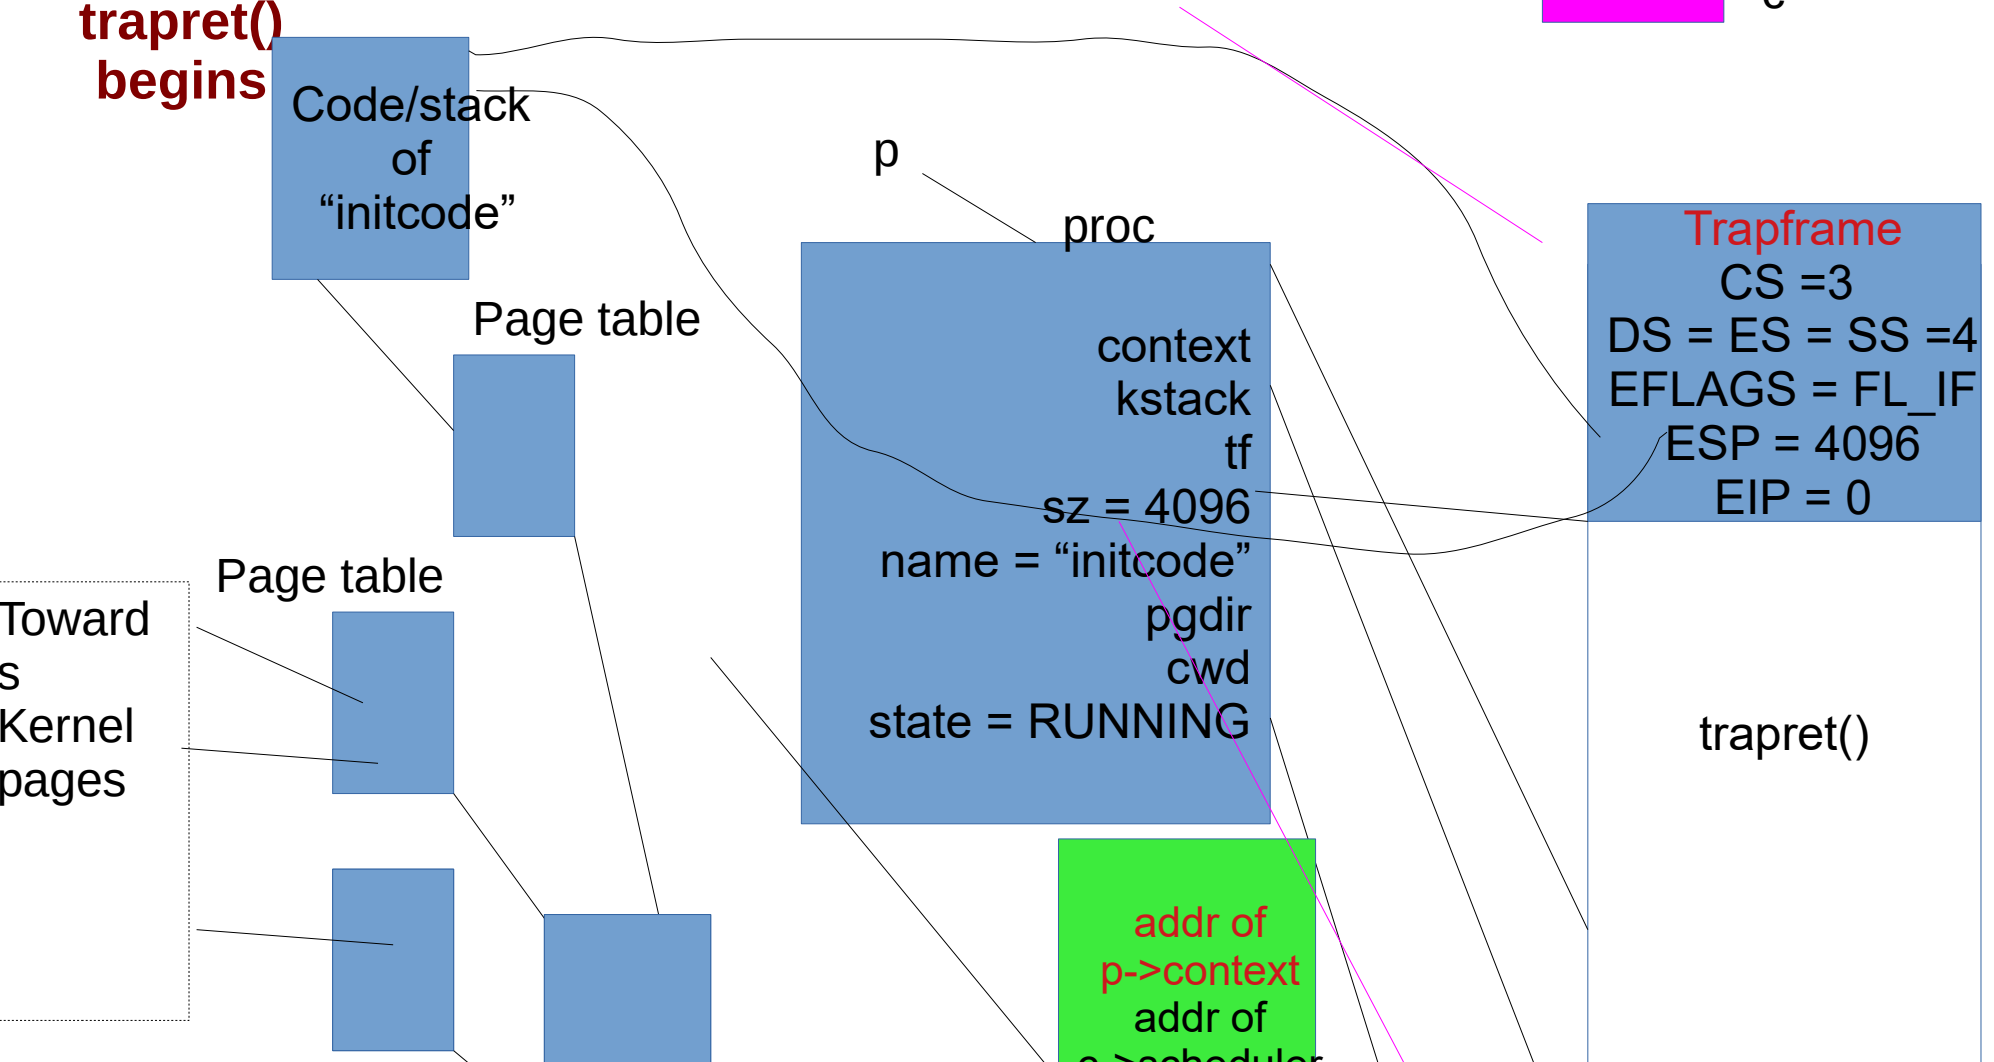 trapret()
begins
Code/stack
of
“initcode”
p
proc
Page table
context
kstack
tf
sz = 4096
name = “initcode”
pgdir
cwd
state = RUNNING
Trapframe
CS =3
DS = ES = SS =4
EFLAGS = FL_IF
ESP = 4096
EIP = 0
trapret()
Page table
Toward
s
Kernel
pages
addr of
p->context
addr of
c->scheduler